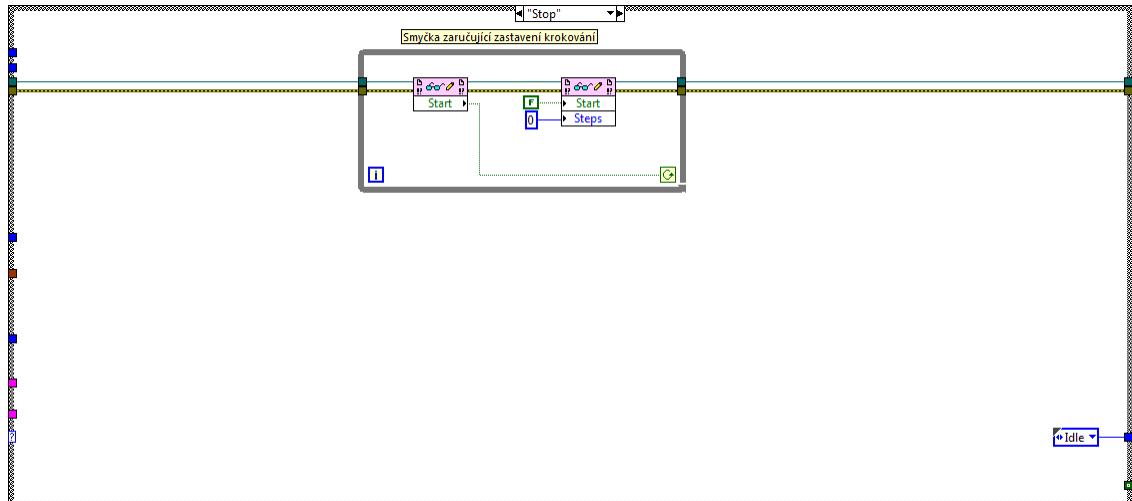 "Stop"
Smyčka zaručující zastavení krokování
Start
F
Start
0
Steps
i
?
Idle